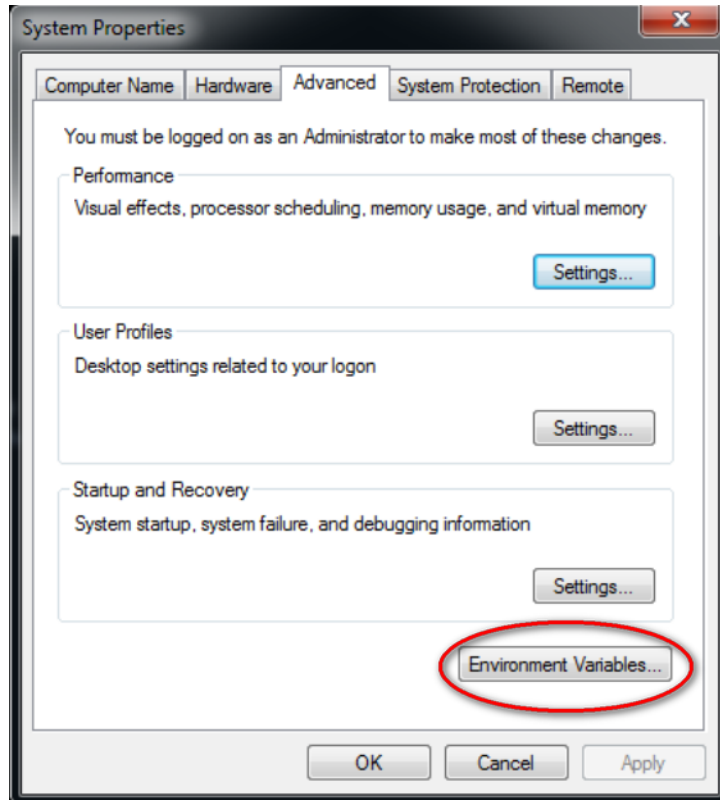 System Properties
Computer Name Hardware Advanced System Protection Remote
You must be logged on as an Administrator to make most of these changes.
Performance
Visual effects, processor scheduling, memory usage, and virtual memory
Settings...
User Profiles
Desktop settings related to your logon
Settings...
Startup and Recovery
System startup, system failure, and debugging information
Settings...
Environment Variables...
OK Cancel Apply